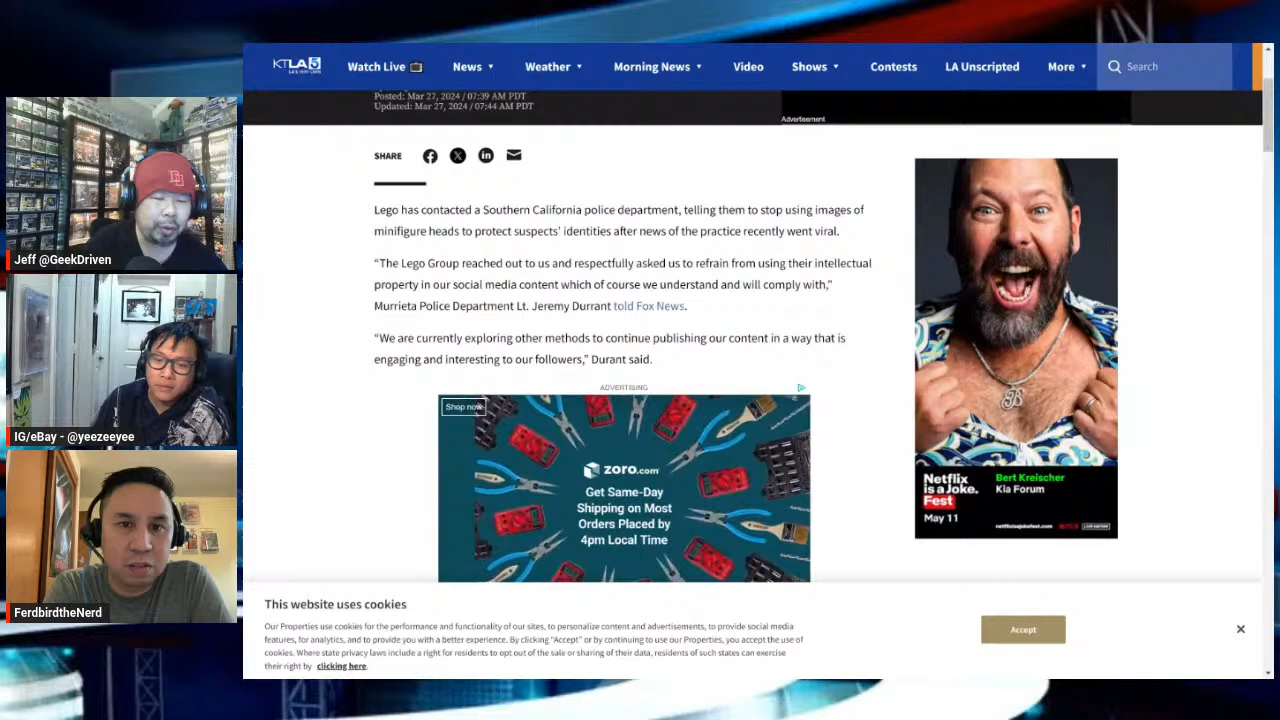 KTLA 5
LA'S VERY OWN
Watch Live
News
Weather
Morning News
Video
Shows
Contests
LA Unscripted
More
Search
Posted: Mar 27, 2024 / 07:39 AM PDT
Updated: Mar 27, 2024 / 07:44 AM PDT
Advertisement
SHARE
Lego has contacted a Southern California police department, telling them to stop using images of
minifigure heads to protect suspects’ identities after news of the practice recently went viral.
“The Lego Group reached out to us and respectfully asked us to refrain from using their intellectual
property in our social media content which of course we understand and will comply with,”
Murrieta Police Department Lt. Jeremy Durrant told Fox News.
“We are currently exploring other methods to continue publishing our content in a way that is
engaging and interesting to our followers,” Durant said.
ADVERTISING
Shop now
zoro.com
Get Same-Day
Shipping on Most
Orders Placed by
4pm Local Time
Netflix
is a Joke.
Fest
May 11
Bert Kreischer
Kia Forum
netflixisajokefest.com
NETFLIX
LIVE NATION
This website uses cookies
Our Properties use cookies for the performance and functionality of our sites, to personalize content and advertisements, to provide social media
features, for analytics, and to provide you with a better experience. By clicking "Accept" or by continuing to use our Properties, you accept the use of
cookies. Where state privacy laws include a right for residents to opt out of the sale or sharing of their data, residents of such states can exercise
their right by clicking here.
Accept
Jeff @GeekDriven
IG/eBay - @yeezeeyee
FerdbirdtheNerd